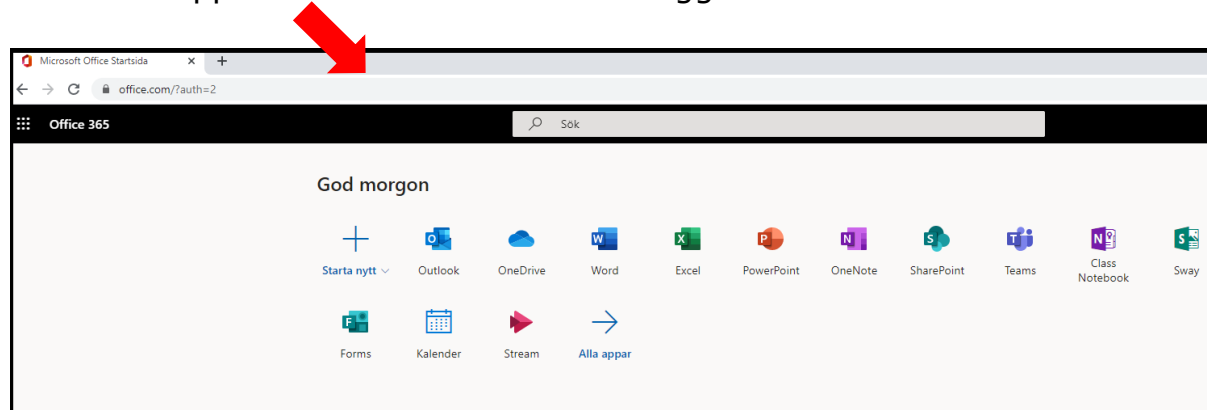 Microsoft Office Startsida
office.com/?auth=2
Office 365
Sök
God morgon
Starta nytt Outlook OneDrive Word Excel PowerPoint OneNote SharePoint Teams Class Notebook Sway
Forms Kalender Stream Alla appar